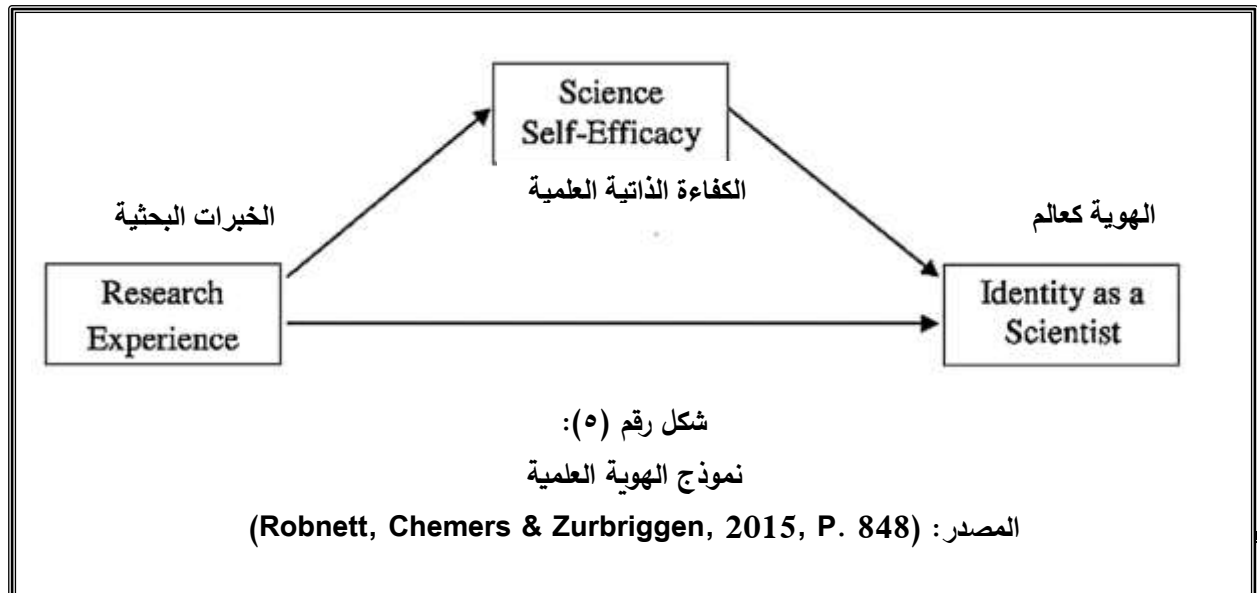 Science
Self-Efficacy
الكفاءة الذاتية العلمية
الخبرات البحثية
الهوية كعالم
Research
Experience
Identity as a
Scientist
شكل رقم (٥):
نموذج الهوية العلمية
المصدر: (Robnett, Chemers & Zurbriggen, 2015, P. 848)